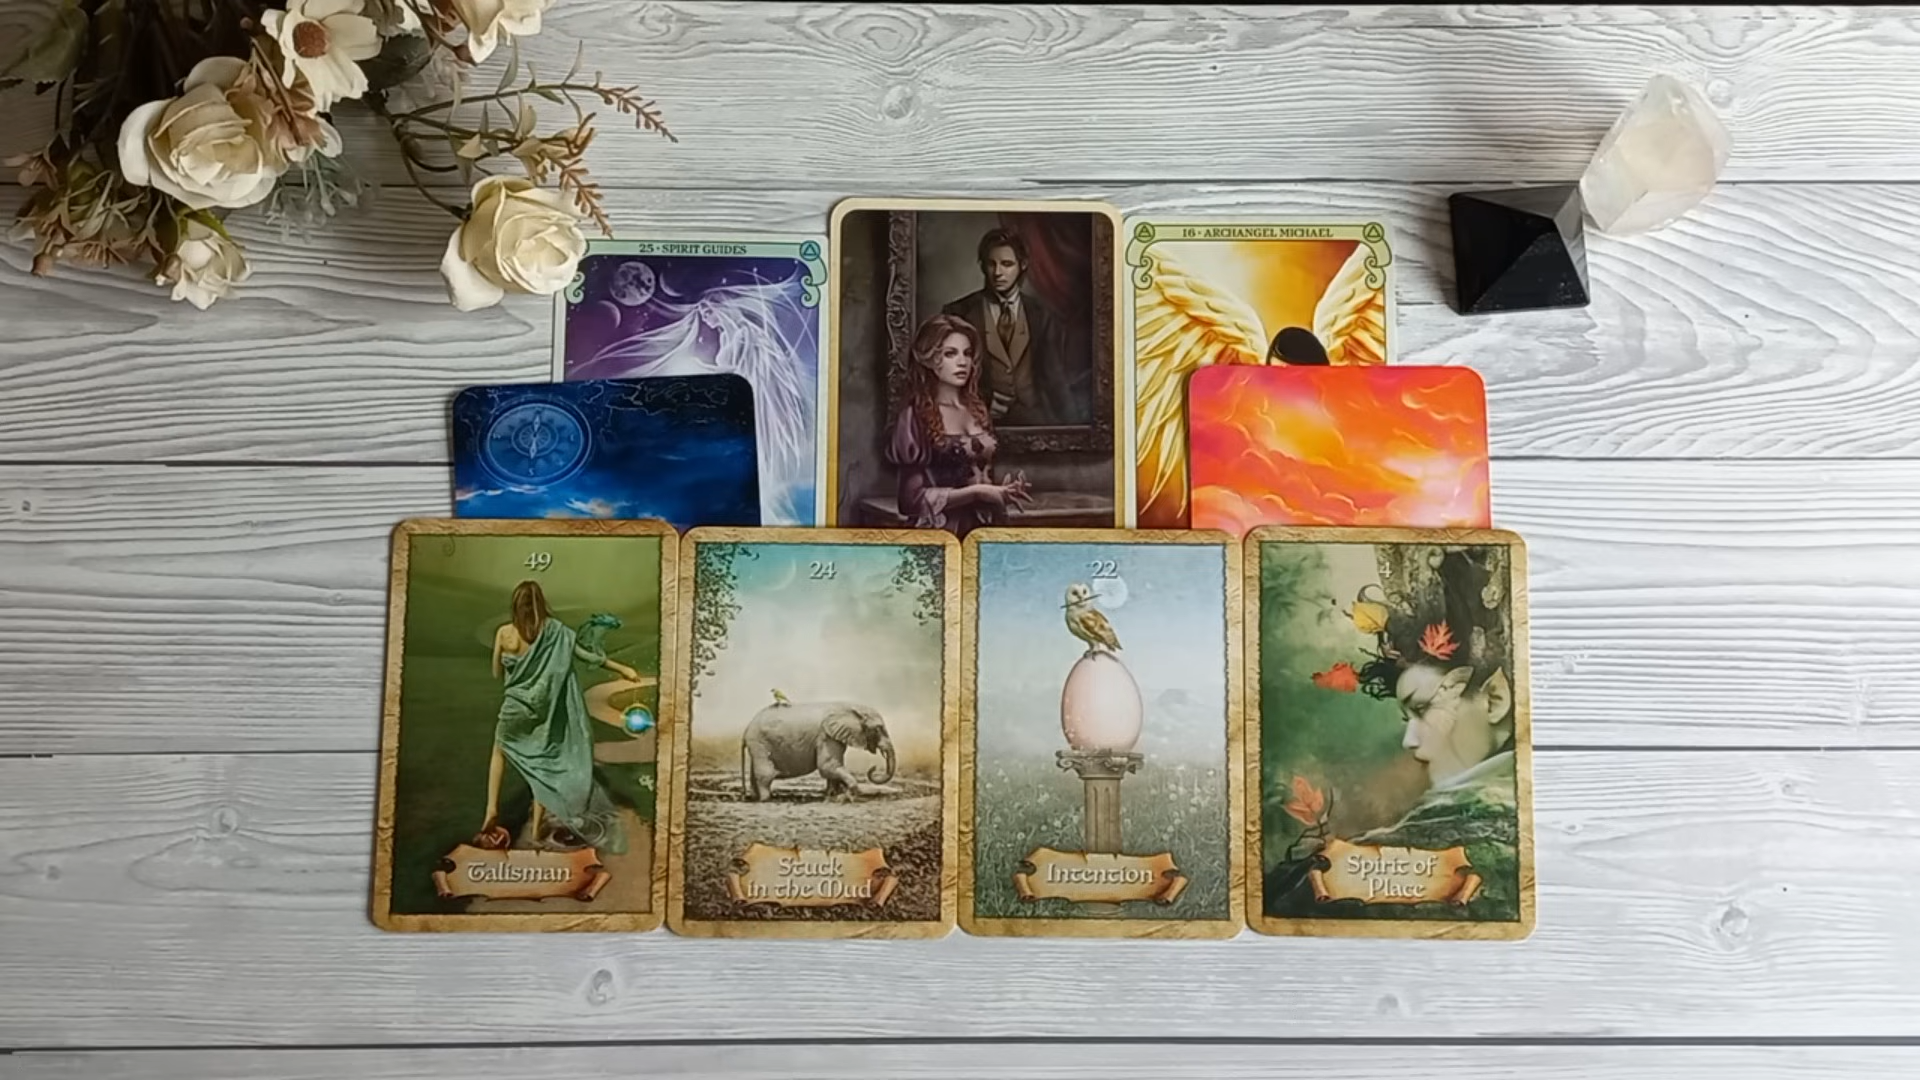 25 · SPIRIT GUIDES
16 · ARCHANGEL MICHAEL
49
Talisman
24
Stuck
in the Mud
22
Intention
4
Spirit of
Place